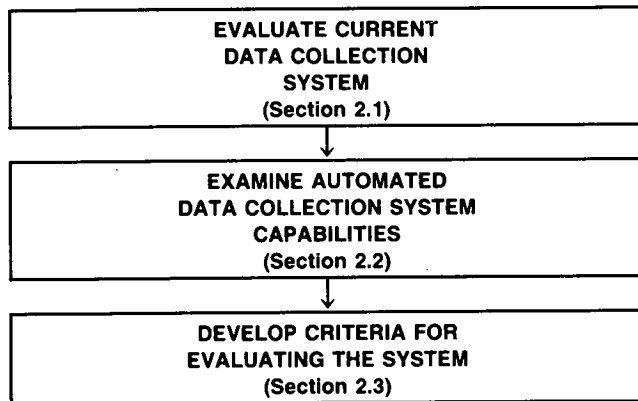 EVALUATE CURRENT
DATA COLLECTION
SYSTEM
(Section 2.1)
EXAMINE AUTOMATED
DATA COLLECTION SYSTEM
CAPABILITIES
(Section 2.2)
DEVELOP CRITERIA FOR
EVALUATING THE SYSTEM
(Section 2.3)